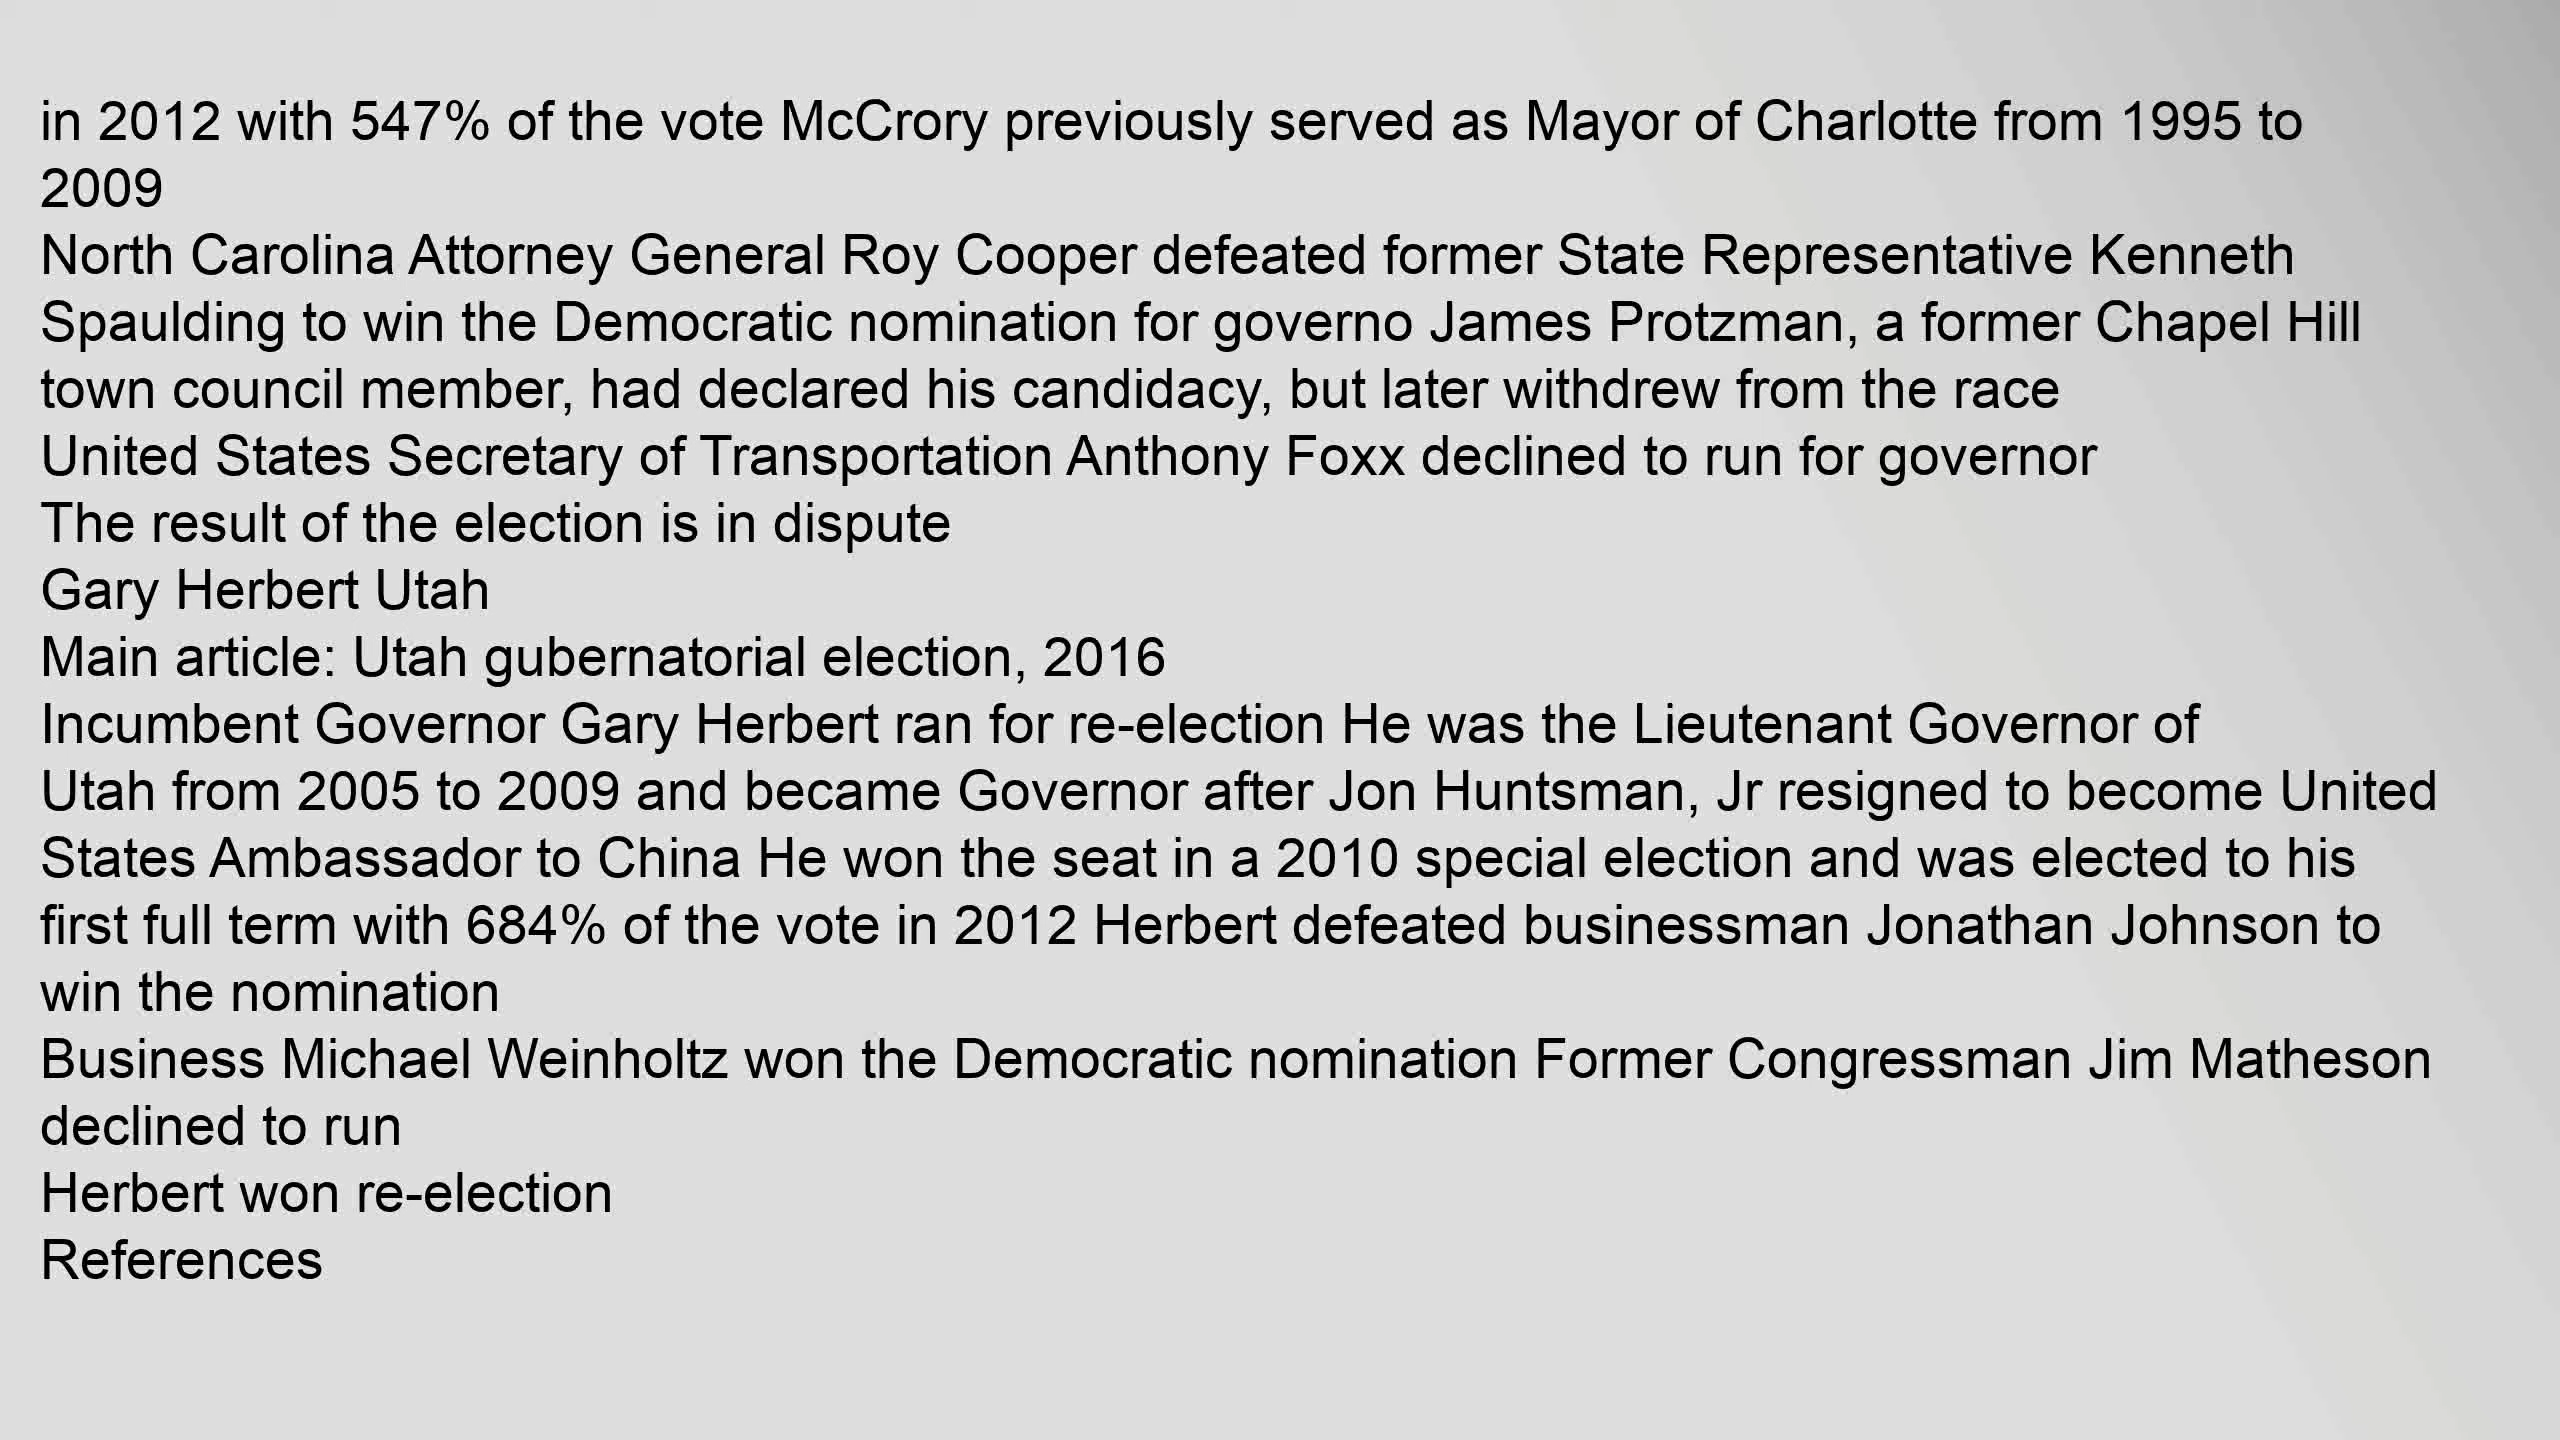 in 2012 with 547% of the vote McCrory previously served as Mayor of Charlotte from 1995 to
2009
North Carolina Attorney General Roy Cooper defeated former State Representative Kenneth
Spaulding to win the Democratic nomination for governo James Protzman, a former Chapel Hill
town council member, had declared his candidacy, but later withdrew from the race
United States Secretary of Transportation Anthony Foxx declined to run for governor
The result of the election is in dispute
Gary Herbert Utah
Main article: Utah gubernatorial election, 2016
Incumbent Governor Gary Herbert ran for re-election He was the Lieutenant Governor of
Utah from 2005 to 2009 and became Governor after Jon Huntsman, Jr resigned to become United
States Ambassador to China He won the seat in a 2010 special election and was elected to his
first full term with 684% of the vote in 2012 Herbert defeated businessman Jonathan Johnson to
win the nomination
Business Michael Weinholtz won the Democratic nomination Former Congressman Jim Matheson
declined to run
Herbert won re-election
References